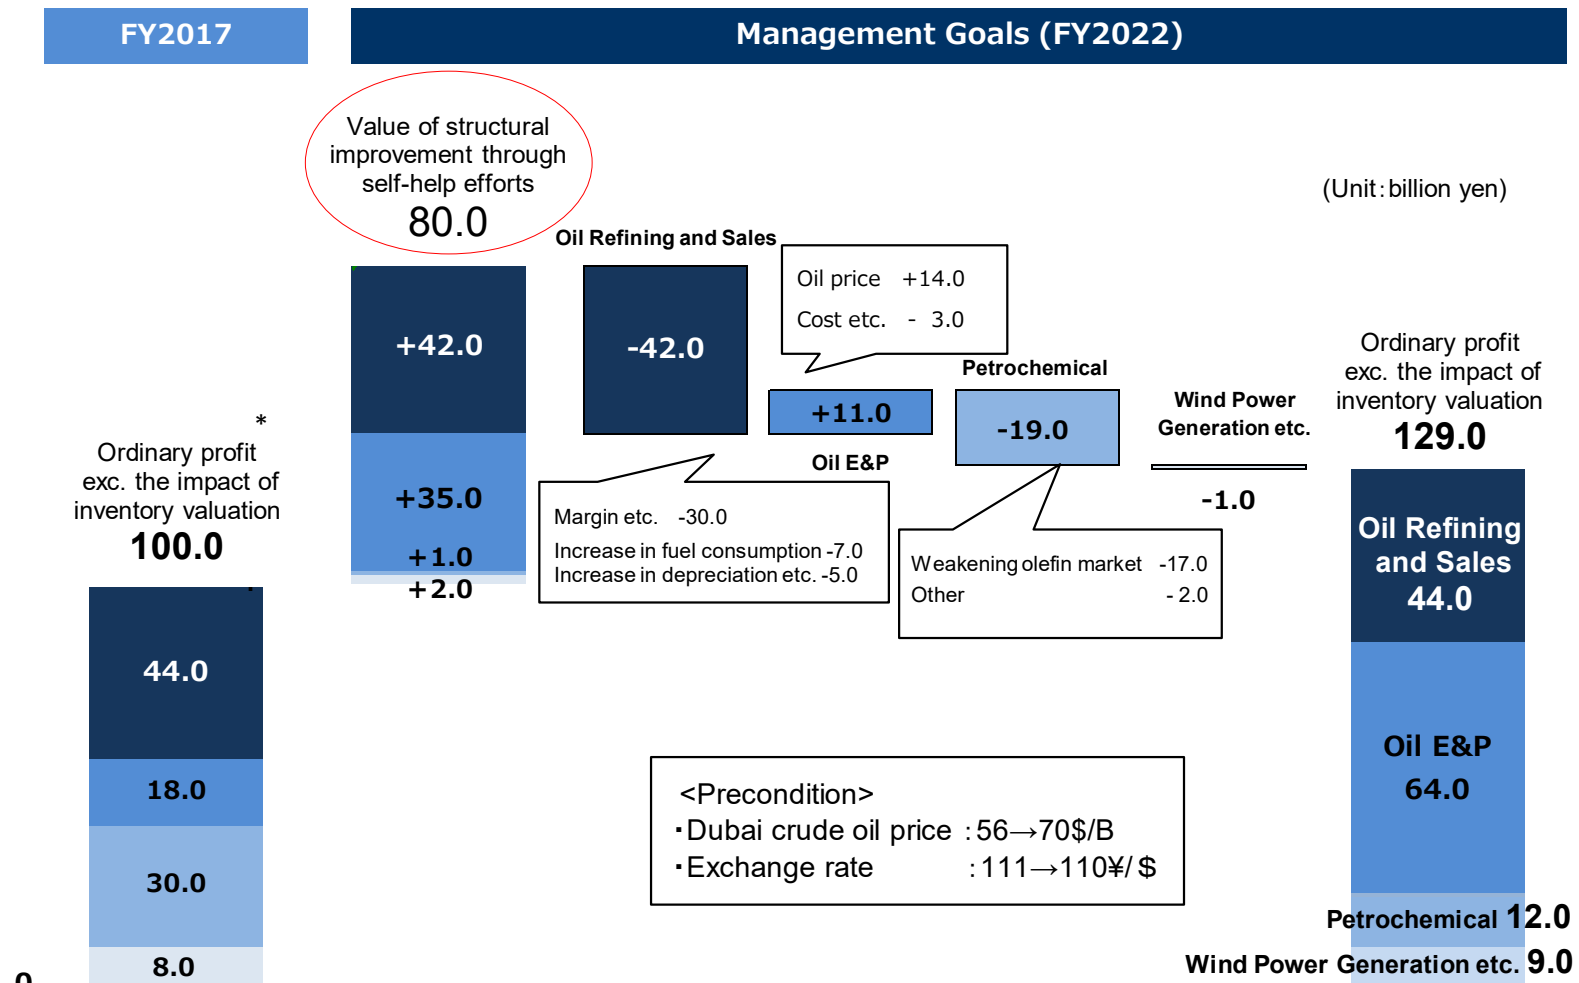 FY2017
Management Goals (FY2022)
Value of structural
improvement through
self-help efforts
80.0
(Unit:billion yen)
Oil Refining and Sales
Oil price +14.0
Cost etc. - 3.0
+42.0
-42.0
+11.0
Oil E&P
Petrochemical
-19.0
Wind Power
Generation etc.
-1.0
Ordinary profit
exc. the impact of
inventory valuation
129.0
*
Ordinary profit
exc. the impact of
inventory valuation
100.0
+35.0
+1.0
+2.0
Margin etc. -30.0
Increase in fuel consumption -7.0
Increase in depreciation etc. -5.0
Weakening olefin market -17.0
Other - 2.0
Oil Refining
and Sales
44.0
44.0
18.0
30.0
8.0
<Precondition>
・Dubai crude oil price :56→70$/B
・Exchange rate :111→110¥/$
Oil E&P
64.0
Petrochemical 12.0
Wind Power Generation etc. 9.0